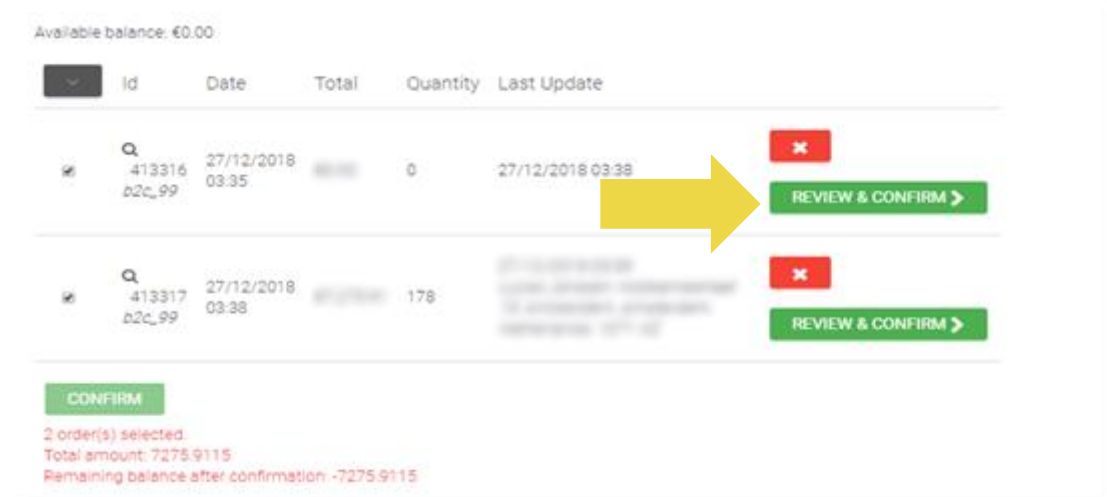 Available balance: €0.00
Id Date Total Quantity Last Update
413316 27/12/2018 0 27/12/2018 03:38
b2c_99 03:35
REVIEW & CONFIRM
413317 27/12/2018 178
b2c_99 03:38
REVIEW & CONFIRM
CONFIRM
2 order(s) selected.
Total amount: 7275.9115
Remaining balance after confirmation: -7275.9115